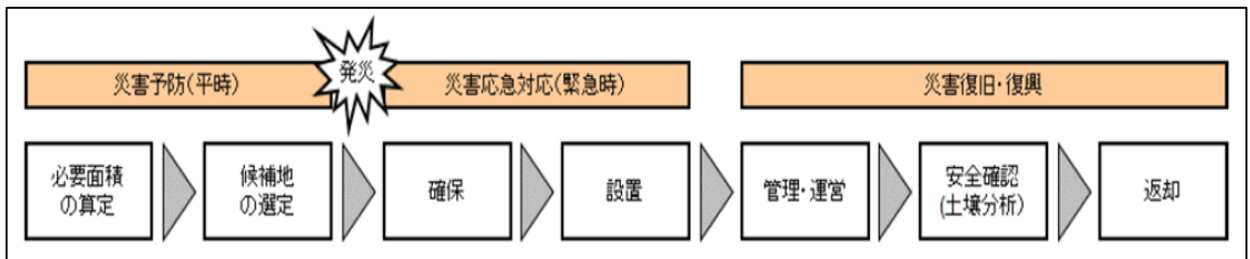 災害予防(平時)
発災
災害応急対応(緊急時)
災害復旧・復興
必要面積
の算定
候補地
の選定
確保
設置
管理・運営
安全確認
(土壌分析)
返却